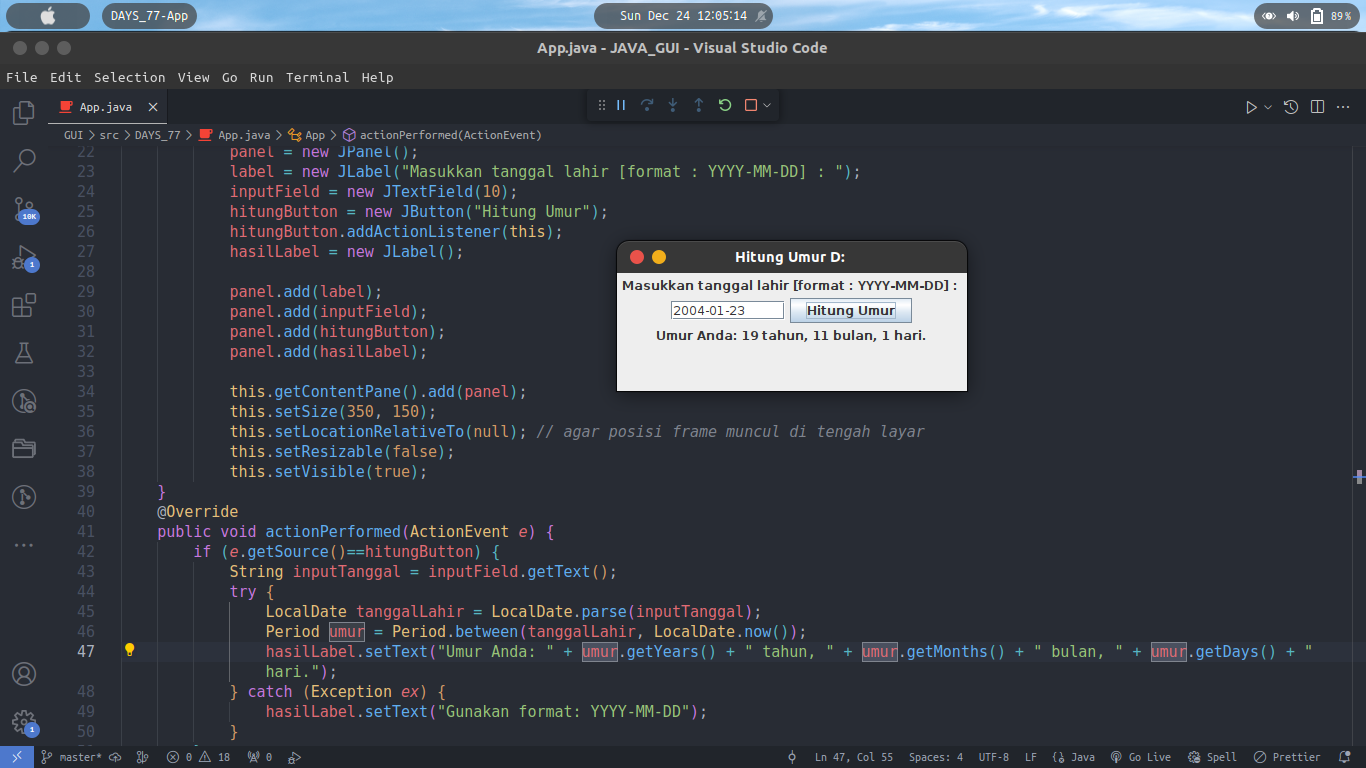 DAYS_77-App
Sun Dec 24 12:05:14
89%
App.java - JAVA_GUI - Visual Studio Code
File Edit Selection View Go Run Terminal Help
App.java
GUI > src > DAYS_77 > App.java > App > actionPerformed(ActionEvent)
22 panel = new JPanel();
23 label = new JLabel("Masukkan tanggal lahir [format : YYYY-MM-DD] : ");
24 inputField = new JTextField(10);
25 hitungButton = new JButton("Hitung Umur");
26 hitungButton.addActionListener(this);
27 hasilLabel = new JLabel();
28
29 panel.add(label);
30 panel.add(inputField);
31 panel.add(hitungButton);
32 panel.add(hasilLabel);
33
34 this.getContentPane().add(panel);
35 this.setSize(350, 150);
36 this.setLocationRelativeTo(null); // agar posisi frame muncul di tengah layar
37 this.setResizable(false);
38 this.setVisible(true);
39 }
40 @Override
41 public void actionPerformed(ActionEvent e) {
42 if (e.getSource()==hitungButton) {
43 String inputTanggal = inputField.getText();
44 try {
45 LocalDate tanggalLahir = LocalDate.parse(inputTanggal);
46 Period umur = Period.between(tanggalLahir, LocalDate.now());
47 hasilLabel.setText("Umur Anda: " + umur.getYears() + " tahun, " + umur.getMonths() + " bulan, " + umur.getDays() + "
hari.");
48 } catch (Exception ex) {
49 hasilLabel.setText("Gunakan format: YYYY-MM-DD");
50 }
Hitung Umur D:
Masukkan tanggal lahir [format : YYYY-MM-DD] :
2004-01-23 Hitung Umur
Umur Anda: 19 tahun, 11 bulan, 1 hari.
10K
1
1
master* 0 18 0 Ln 47, Col 55 Spaces: 4 UTF-8 LF {} Java Go Live Spell Prettier